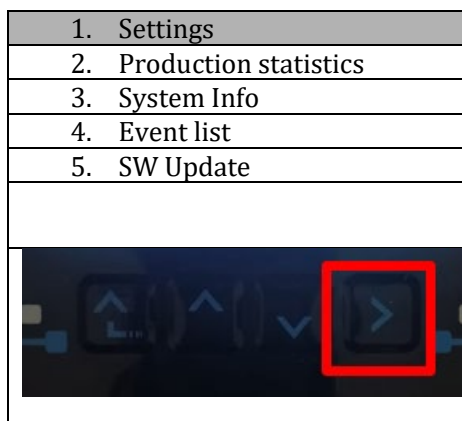 1. Settings
2. Production statistics
3. System Info
4. Event list
5. SW Update